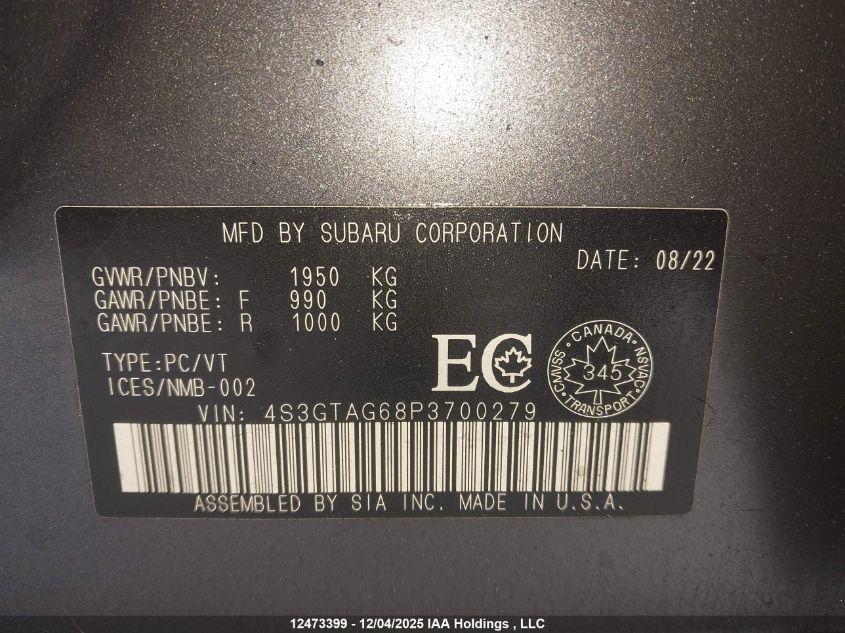 MFD BY SUBARU CORPORATION
DATE: 08/22
GVWR/PNBV: 1950 KG
GAWR/PNBE: F 990 KG
GAWR/PNBE: R 1000 KG
TYPE:PC/VT
ICES/NMB-002
EC
CANADA
CMVSS 345 NSVAC
TRANSPORT
VIN: 4S3GTAG68P3700279
ASSEMBLED BY SIA INC. MADE IN U.S.A.
12473399 - 12/04/2025 IAA Holdings , LLC